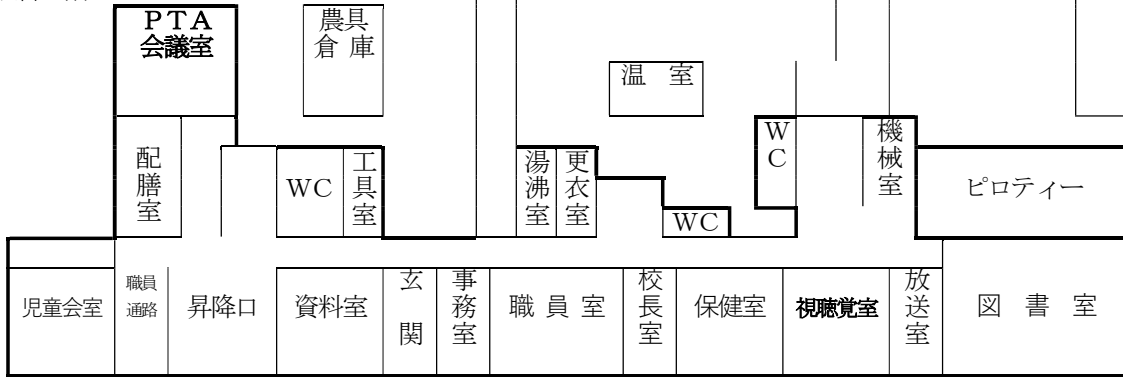 PTA
会議室
農具
倉庫
温 室
配膳室
WC
工具室
湯沸室
更衣室
WC
WC
機械室
ピロティー
児童会室
職員
通路
昇降口
資料室
玄関
事務室
職員室
校長室
保健室
視聴覚室
放送室
図書室